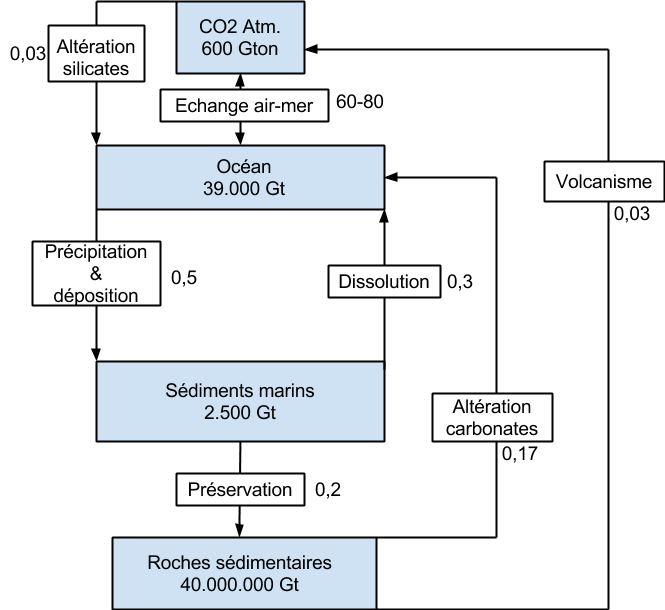 CO2 Atm.
600 Gton
0,03
Altération
silicates
Echange air-mer
60-80
Océan
39.000 Gt
Volcanisme
0,03
Précipitation
&
déposition
0,5
Dissolution
0,3
Sédiments marins
2.500 Gt
Altération
carbonates
0,17
Préservation
0,2
Roches sédimentaires
40.000.000 Gt